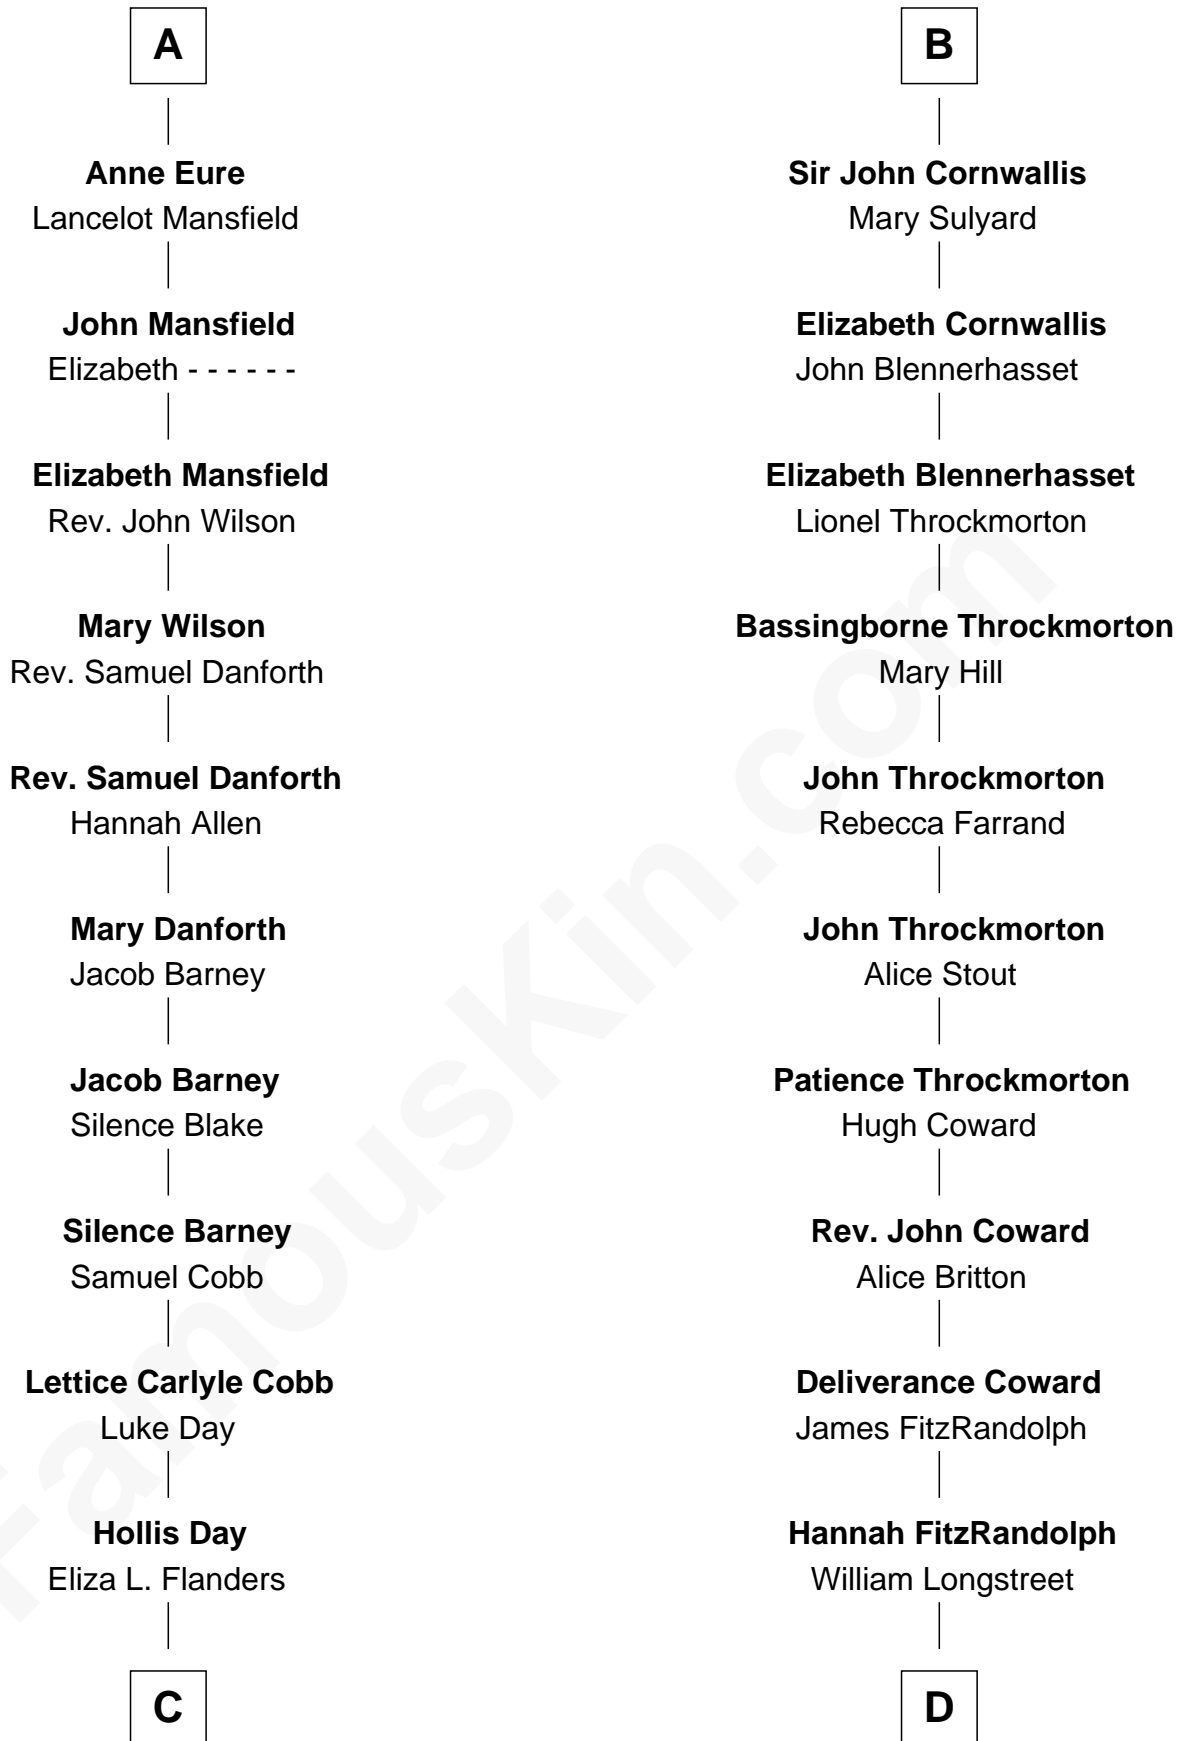 A
Anne Eure
Lancelot Mansfield
John Mansfield
Elizabeth - - - - - -
Elizabeth Mansfield
Rev. John Wilson
Mary Wilson
Rev. Samuel Danforth
Rev. Samuel Danforth
Hannah Allen
Mary Danforth
Jacob Barney
Jacob Barney
Silence Blake
Silence Barney
Samuel Cobb
Lettice Carlyle Cobb
Luke Day
Hollis Day
Eliza L. Flanders
C
B
Sir John Cornwallis
Mary Sulyard
Elizabeth Cornwallis
John Blennerhasset
Elizabeth Blennerhasset
Lionel Throckmorton
Bassingborne Throckmorton
Mary Hill
John Throckmorton
Rebecca Farrand
John Throckmorton
Alice Stout
Patience Throckmorton
Hugh Coward
Rev. John Coward
Alice Britton
Deliverance Coward
James FitzRandolph
Hannah FitzRandolph
William Longstreet
D
FamousKin.com